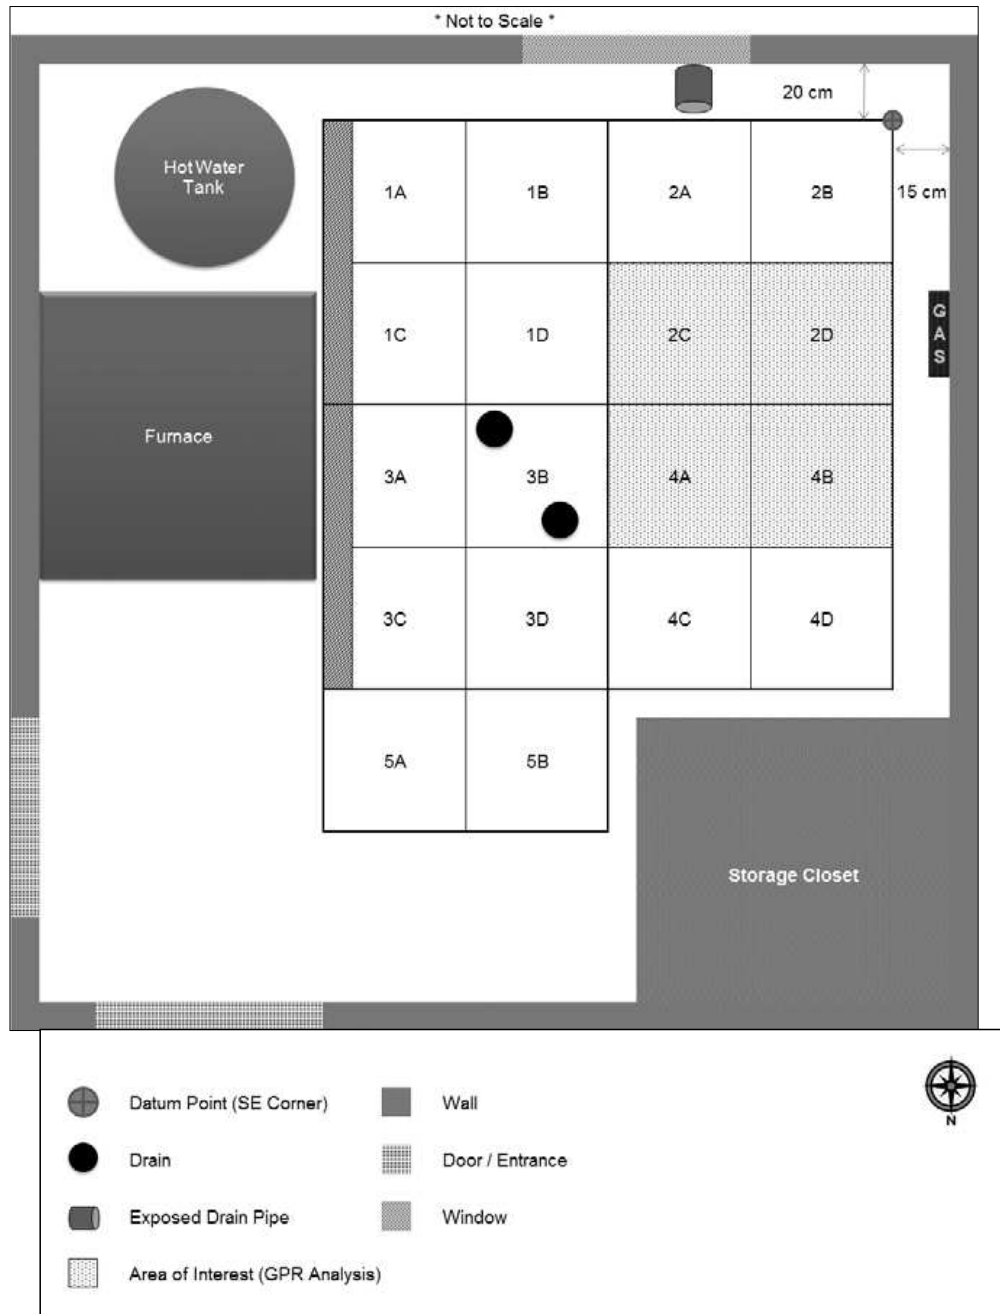 * Not to Scale *
20 cm
Hot Water
Tank
1A
1B
2A
2B
15 cm
1C
1D
2C
2D
G
A
S
Furnace
3A
3B
4A
4B
3C
3D
4C
4D
5A
5B
Storage Closet
Datum Point (SE Corner)
Wall
Drain
Door / Entrance
Exposed Drain Pipe
Window
Area of Interest (GPR Analysis)
N